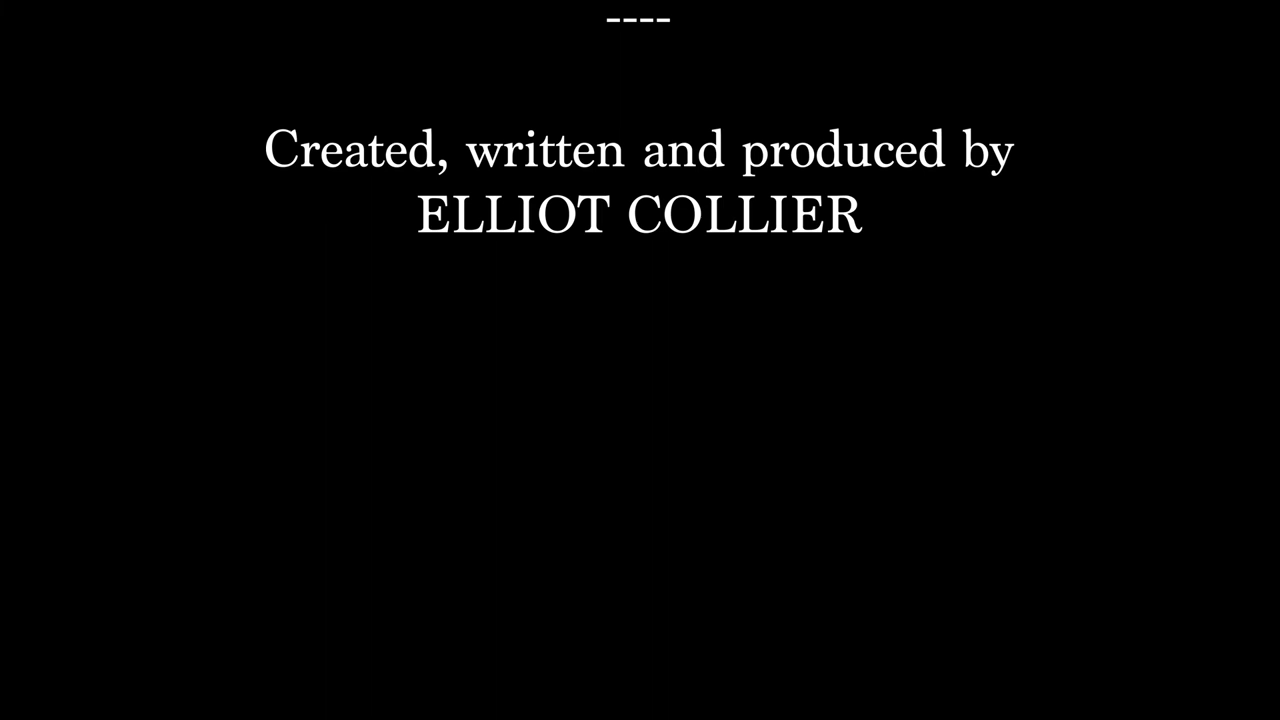 ----
Created, written and produced by
ELLIOT COLLIER